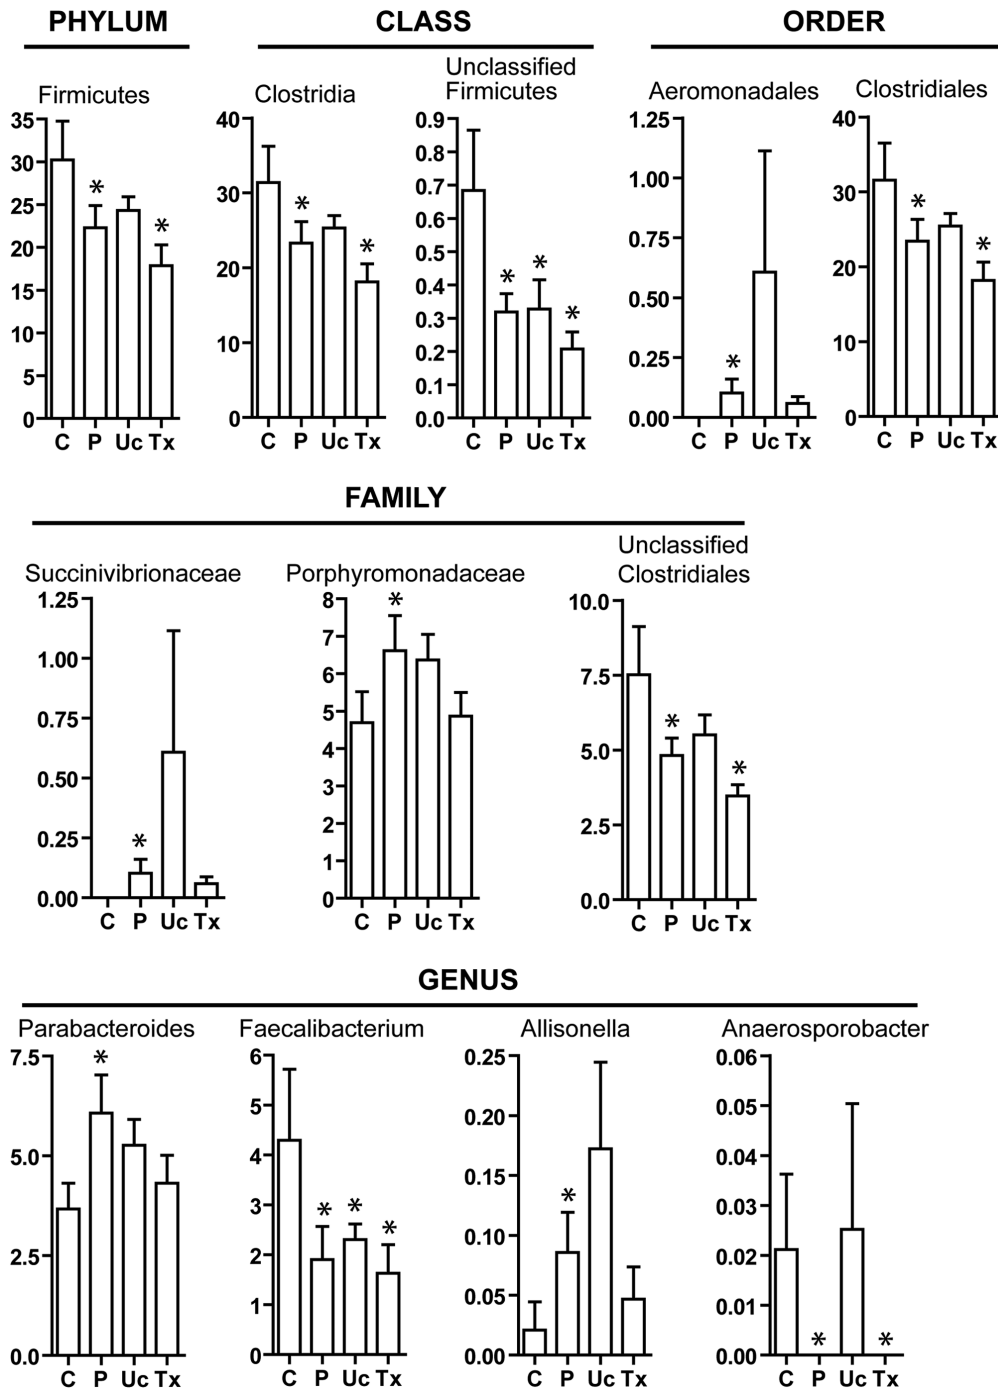 PHYLUM CLASS ORDER
Firmicutes
35
30
25
20
15
10
5
0
* *
C P Uc Tx
Clostridia
40
30
20
10
0
* *
C P Uc Tx
Unclassified
Firmicutes
0.9
0.8
0.7
0.6
0.5
0.4
0.3
0.2
0.1
0.0
* * *
C P Uc Tx
Aeromonadales
1.25
1.00
0.75
0.50
0.25
0.00
*
C P Uc Tx
Clostridiales
40
30
20
10
0
* *
C P Uc Tx
FAMILY
Succinivibrionaceae
1.25
1.00
0.75
0.50
0.25
0.00
*
C P Uc Tx
Porphyromonadaceae
8
7
6
5
4
3
2
1
0
*
C P Uc Tx
Unclassified
Clostridiales
10.0
7.5
5.0
2.5
0.0
* *
C P Uc Tx
GENUS
Parabacteroides
7.5
5.0
2.5
0.0
*
C P Uc Tx
Faecalibacterium
6
5
4
3
2
1
0
* * *
C P Uc Tx
Allisonella
0.25
0.20
0.15
0.10
0.05
0.00
*
C P Uc Tx
Anaerosporobacter
0.06
0.05
0.04
0.03
0.02
0.01
0.00
* *
C P Uc Tx